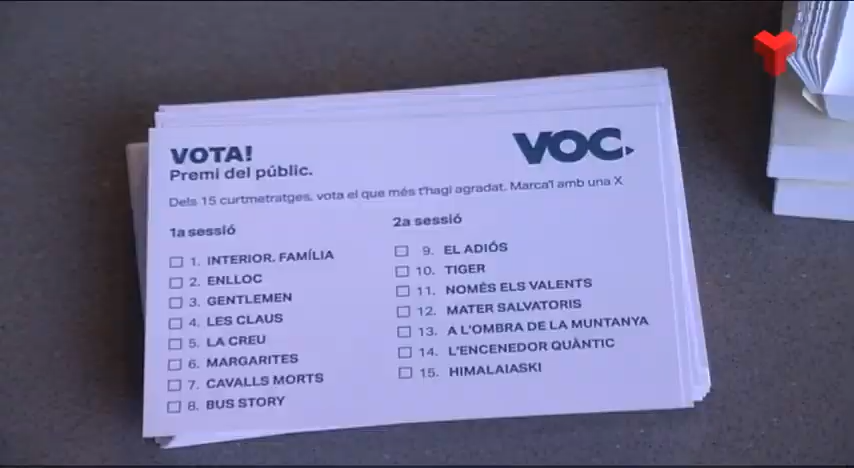 VOTA!
Premi del públic.
VOC
Dels 15 curtmetratges, vota el que més t'hagi agradat. Marca'l amb una X
1a sessió
1. INTERIOR. FAMÍLIA
2. ENLLOC
3. GENTLEMEN
4. LES CLAUS
5. LA CREU
6. MARGARITES
7. CAVALLS MORTS
8. BUS STORY
2a sessió
9. EL ADIÓS
10. TIGER
11. NOMÉS ELS VALENTS
12. MATER SALVATORIS
13. A L'OMBRA DE LA MUNTANYA
14. L'ENCENEDOR QUÀNTIC
15. HIMALAIASKI